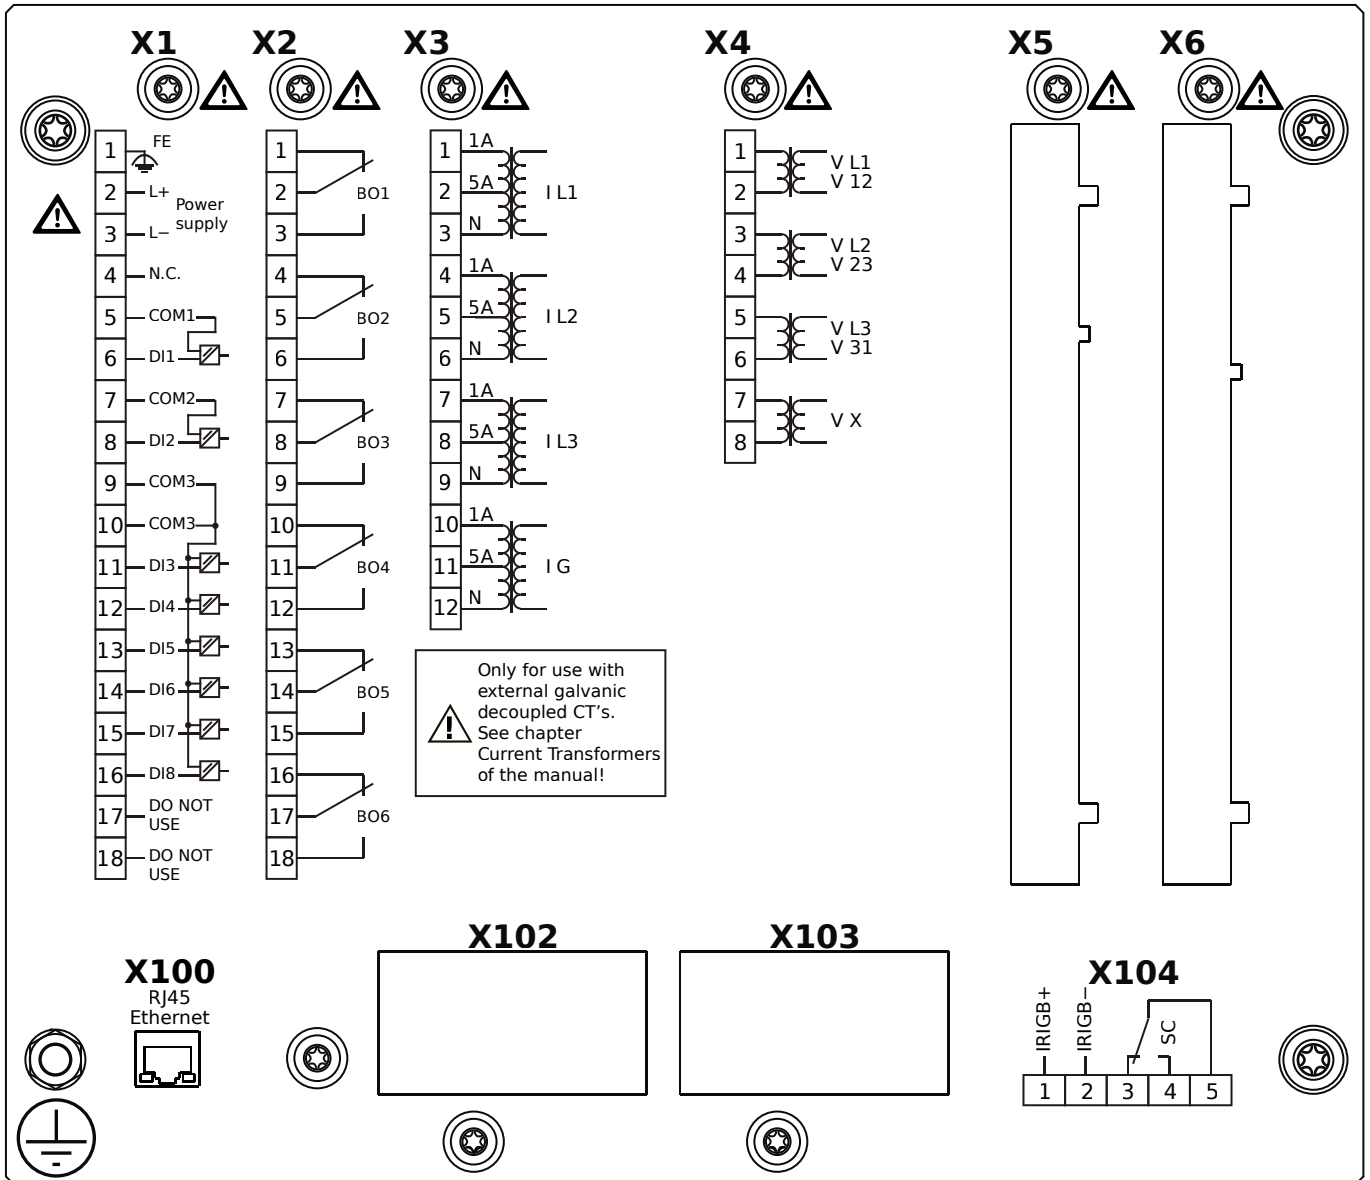 X1
X2
X3
X4
X5
X6
1
FE
2
L+
Power
supply
3
L−
4
N.C.
5
COM1
6
DI1
7
COM2
8
DI2
9
COM3
10
COM3
11
DI3
12
DI4
13
DI5
14
DI6
15
DI7
16
DI8
17
DO NOT
USE
18
DO NOT
USE
1
2
BO1
3
4
5
BO2
6
7
8
BO3
9
10
11
BO4
12
13
14
BO5
15
16
17
BO6
18
1
1A
2
5A
I L1
3
N
4
1A
5
5A
I L2
6
N
7
1A
8
5A
I L3
9
N
10
1A
11
5A
I G
12
N
Only for use with
external galvanic
decoupled CT's.
See chapter
Current Transformers
of the manual!
1
V L1
2
V 12
3
V L2
4
V 23
5
V L3
6
V 31
7
V X
8
X100
RJ45
Ethernet
X102
X103
X104
IRIGB+
IRIGB−
SC
1
2
3
4
5